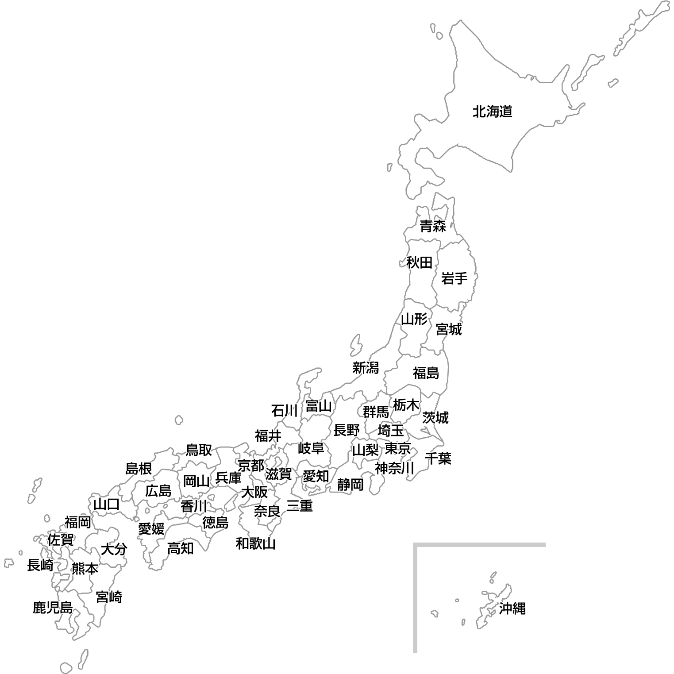 北海道
青森
秋田
岩手
山形
宮城
新潟
福島
石川
富山
群馬
栃木
茨城
福井
長野
埼玉
岐阜
山梨
東京
千葉
鳥取
島根
京都
滋賀
愛知
静岡
神奈川
岡山
兵庫
広島
大阪
山口
香川
奈良
三重
福岡
愛媛
徳島
佐賀
高知
和歌山
大分
長崎
熊本
宮崎
鹿児島
沖縄